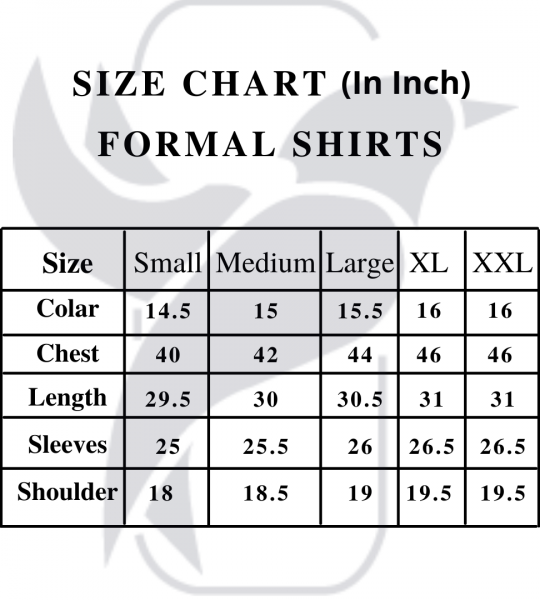 SIZE CHART (In Inch)
FORMAL SHIRTS
Size Small Medium Large XL XXL
Colar 14.5 15 15.5 16 16
Chest 40 42 44 46 46
Length 29.5 30 30.5 31 31
Sleeves 25 25.5 26 26.5 26.5
Shoulder 18 18.5 19 19.5 19.5